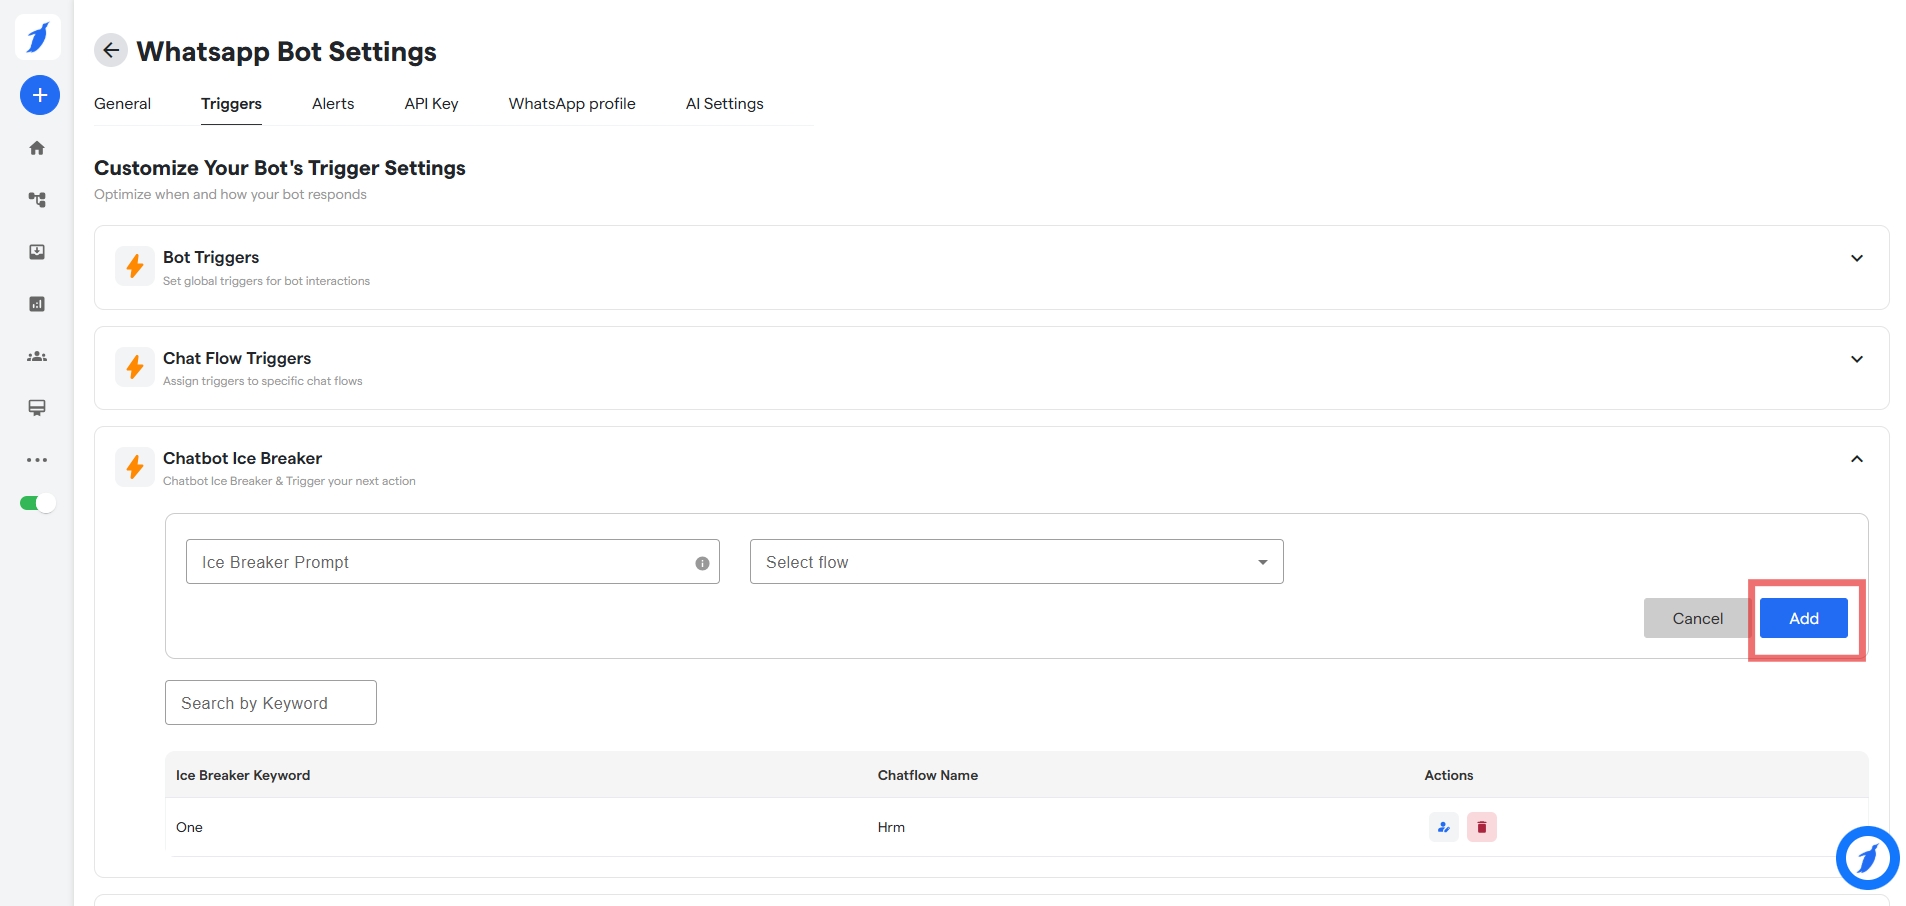 Whatsapp Bot Settings
General Triggers Alerts API Key WhatsApp profile AI Settings
Customize Your Bot's Trigger Settings
Optimize when and how your bot responds
Bot Triggers
Set global triggers for bot interactions
Chat Flow Triggers
Assign triggers to specific chat flows
Chatbot Ice Breaker
Chatbot Ice Breaker & Trigger your next action
Ice Breaker Prompt Select flow
Cancel Add
Search by Keyword
Ice Breaker Keyword Chatflow Name Actions
One Hrm